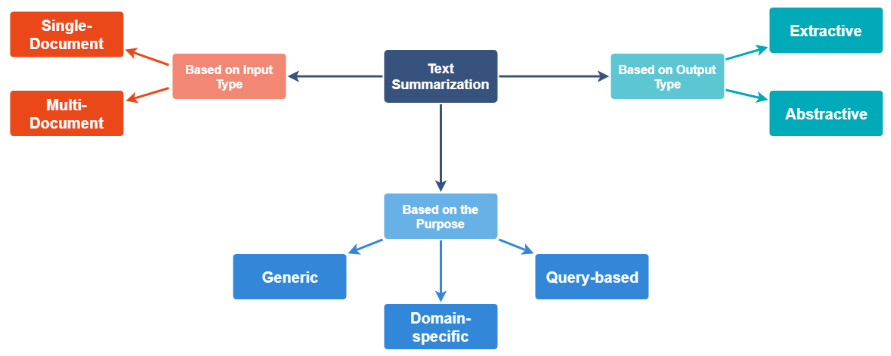 Single-
Document
Multi-
Document
Based on Input
Type
Text
Summarization
Based on Output
Type
Extractive
Abstractive
Based on the
Purpose
Generic
Domain-
specific
Query-based